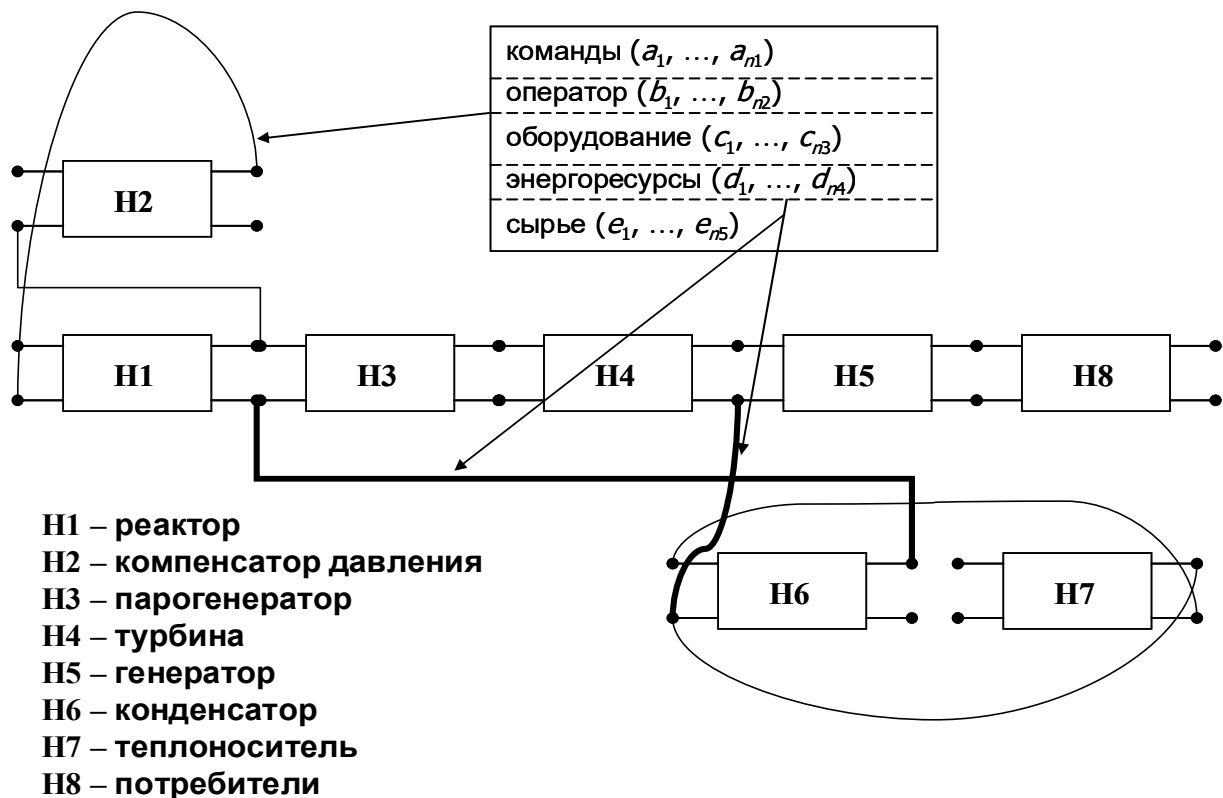 команды (a₁, …, aₙ₁)
оператор (b₁, …, bₙ₂)
оборудование (c₁, …, cₙ₃)
энергоресурсы (d₁, …, dₙ₄)
сырье (e₁, …, eₙ₅)
H2
H1 H3 H4 H5 H8
H6 H7
H1 – реактор
H2 – компенсатор давления
H3 – парогенератор
H4 – турбина
H5 – генератор
H6 – конденсатор
H7 – теплоноситель
H8 – потребители